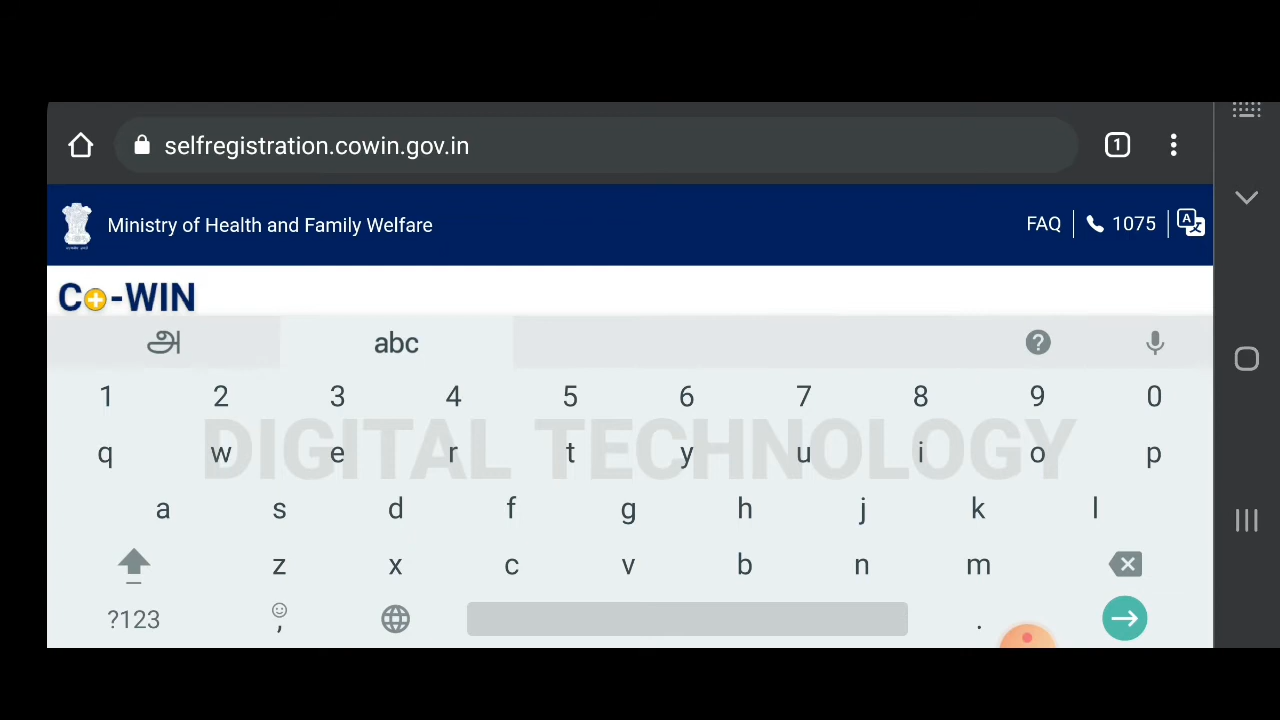 1
selfregistration.cowin.gov.in
Ministry of Health and Family Welfare
FAQ 1075
Co-WIN
அ abc
1 2 3 4 5 6 7 8 9 0
DIGITAL TECHNOLOGY
q w e r t y u i o p
a s d f g h j k l
z x c v b n m
?123 , .